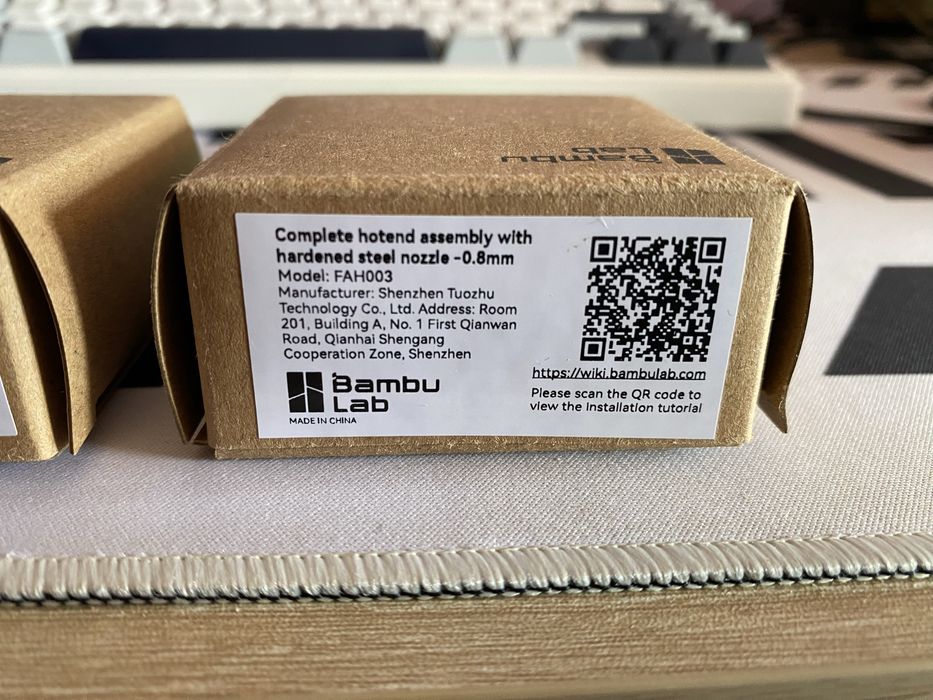 Bambu
Lab
Complete hotend assembly with
hardened steel nozzle -0.8mm
Model: FAH003
Manufacturer: Shenzhen Tuozhu
Technology Co., Ltd. Address: Room
201, Building A, No. 1 First Qianwan
Road, Qianhai Shengang
Cooperation Zone, Shenzhen
Bambu
Lab
MADE IN CHINA
https://wiki.bambulab.com
Please scan the QR code to
view the installation tutorial